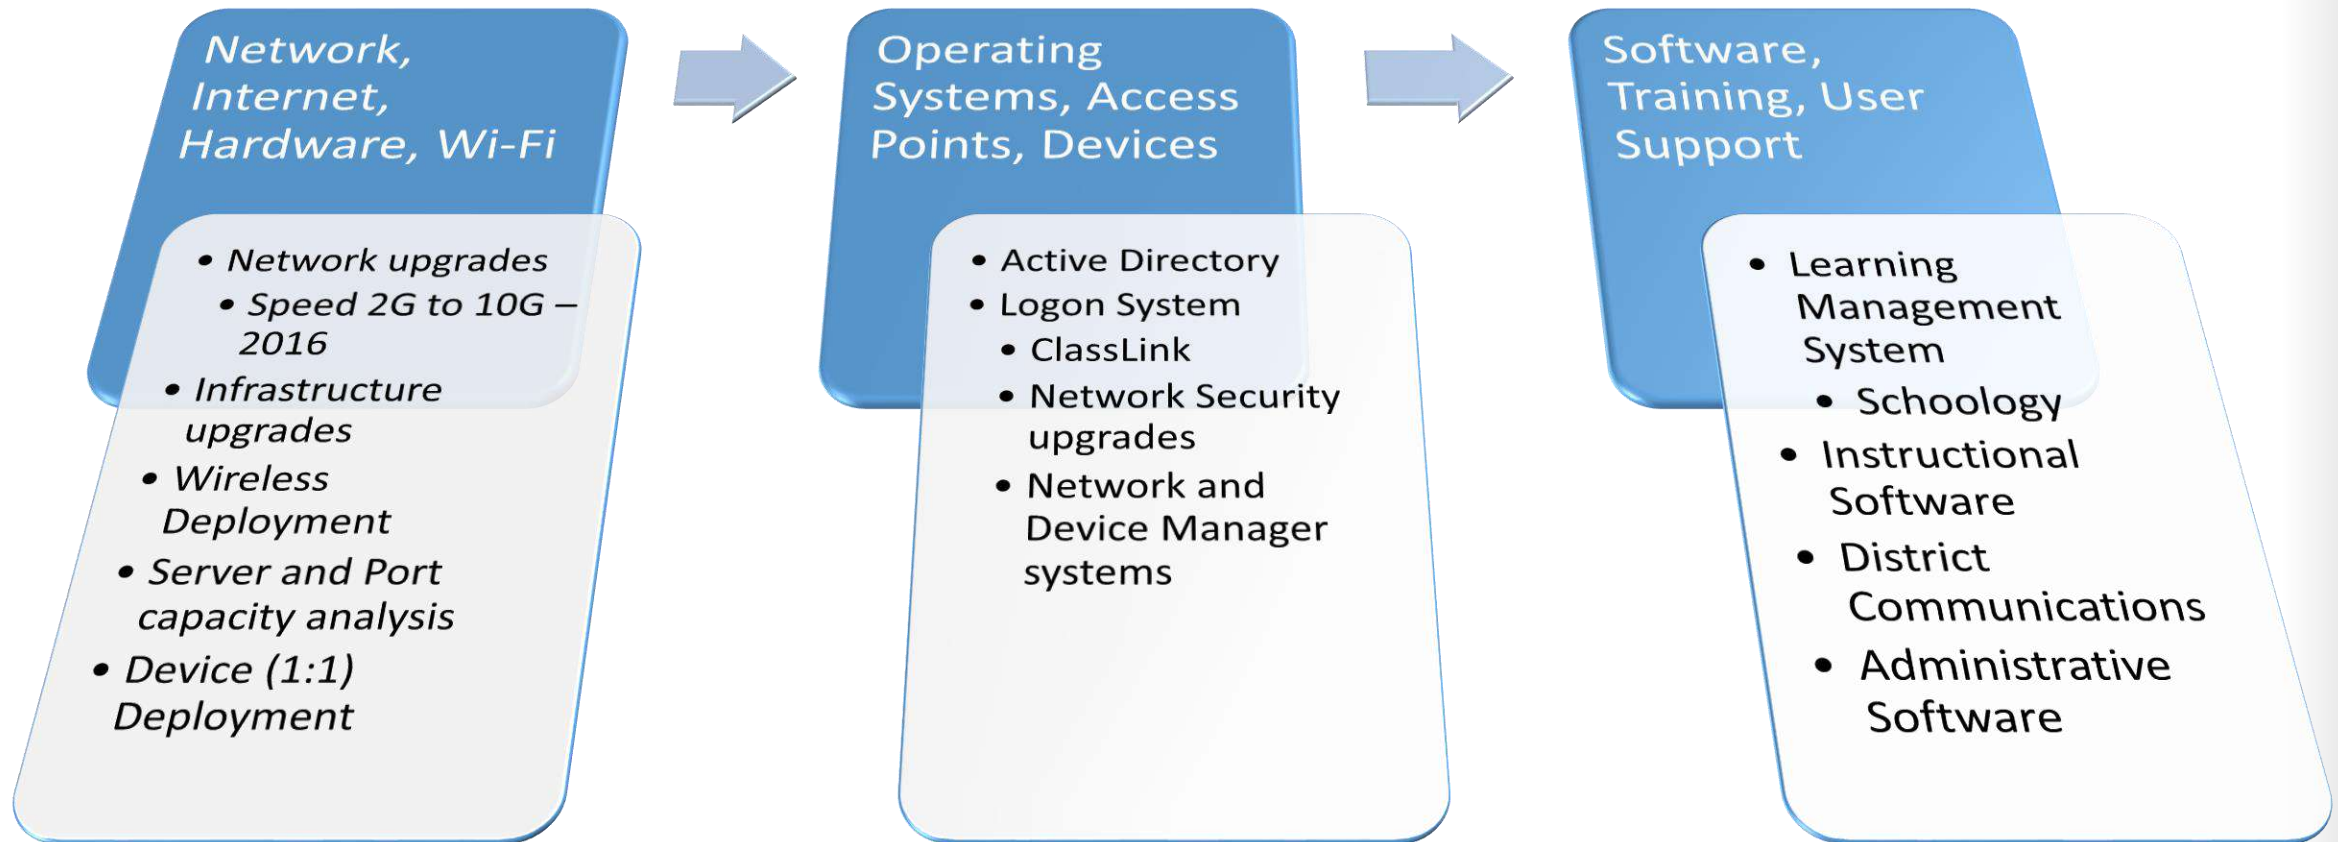 Network,
Internet,
Hardware, Wi-Fi
• Network upgrades
• Speed 2G to 10G –
2016
• Infrastructure
upgrades
• Wireless
Deployment
• Server and Port
capacity analysis
• Device (1:1)
Deployment
Operating
Systems, Access
Points, Devices
• Active Directory
• Logon System
• ClassLink
• Network Security
upgrades
• Network and
Device Manager
systems
Software,
Training, User
Support
• Learning
Management
System
• Schoology
• Instructional
Software
• District
Communications
• Administrative
Software